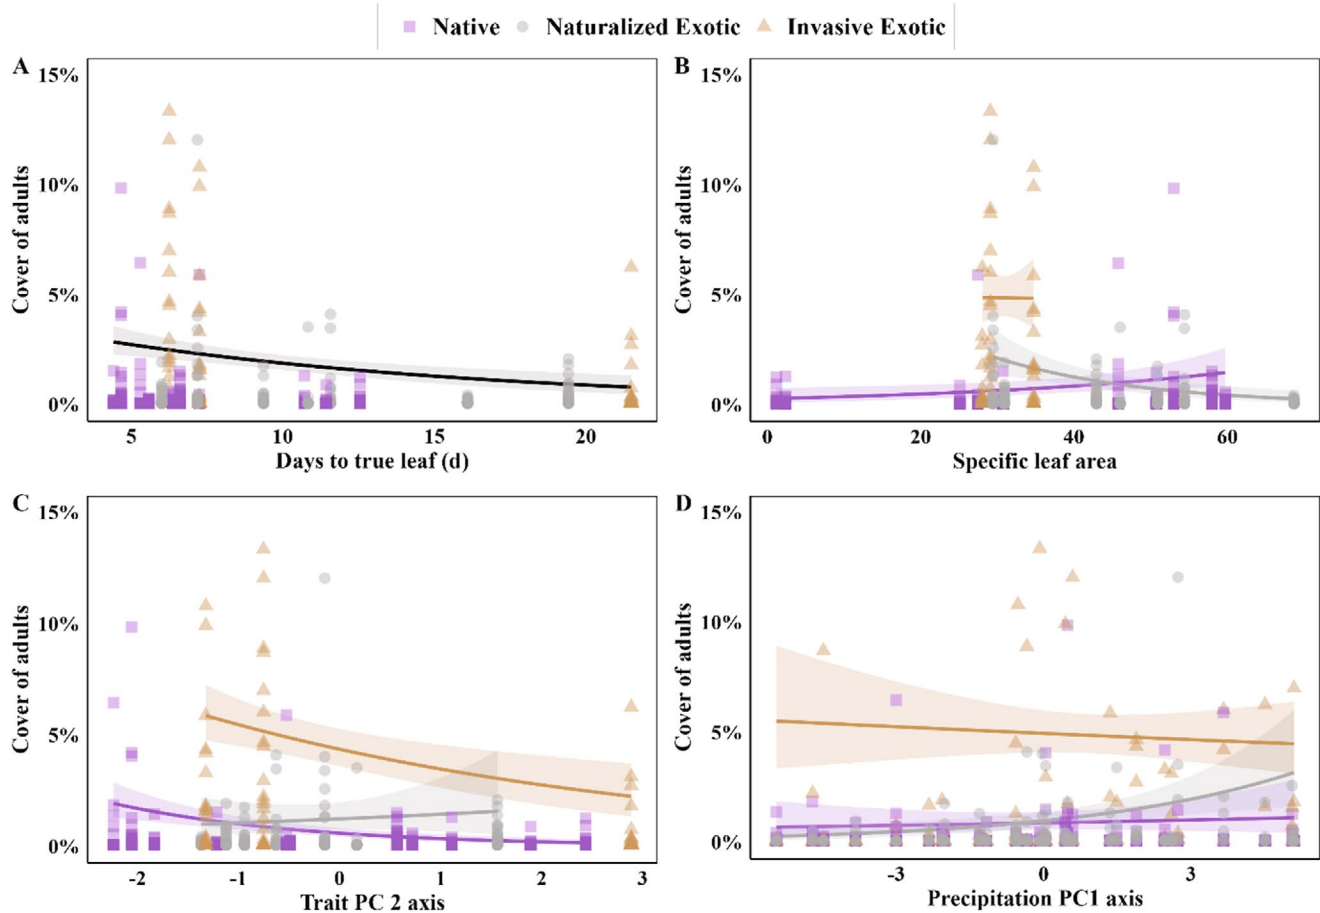 Native Naturalized Exotic Invasive Exotic
A
15%
10%
5%
0%
Cover of adults
5 10 15 20
Days to true leaf (d)
B
15%
10%
5%
0%
Cover of adults
0 20 40 60
Specific leaf area
C
15%
10%
5%
0%
Cover of adults
-2 -1 0 1 2 3
Trait PC 2 axis
D
15%
10%
5%
0%
Cover of adults
-3 0 3
Precipitation PC1 axis